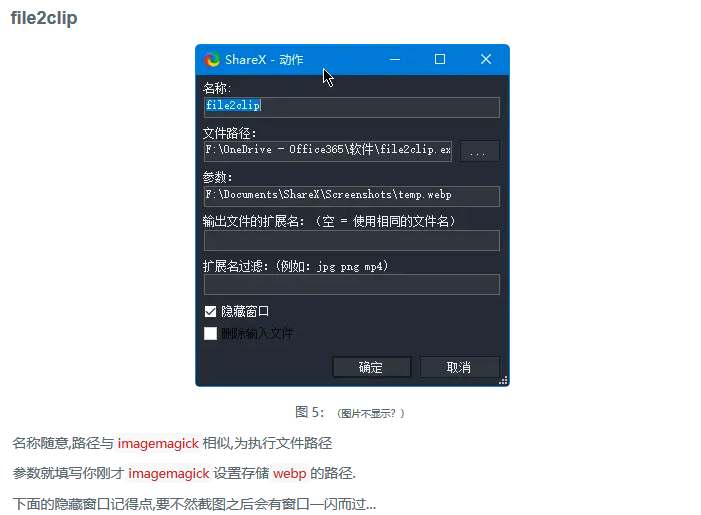 file2clip
ShareX - 动作
名称:
file2clip
文件路径:
F:\OneDrive - Office365\软件\file2clip.ex
...
参数:
F:\Documents\ShareX\Screenshots\temp.webp
输出文件的扩展名: (空 = 使用相同的文件名)
扩展名过滤: (例如: jpg png mp4)
隐藏窗口
删除输入文件
确定 取消
图 5: (图片不显示? )
名称随意,路径与 imagemagick 相似,为执行文件路径
参数就填写你刚才 imagemagick 设置存储 webp 的路径.
下面的隐藏窗口记得点,要不然截图之后会有窗口一闪而过...